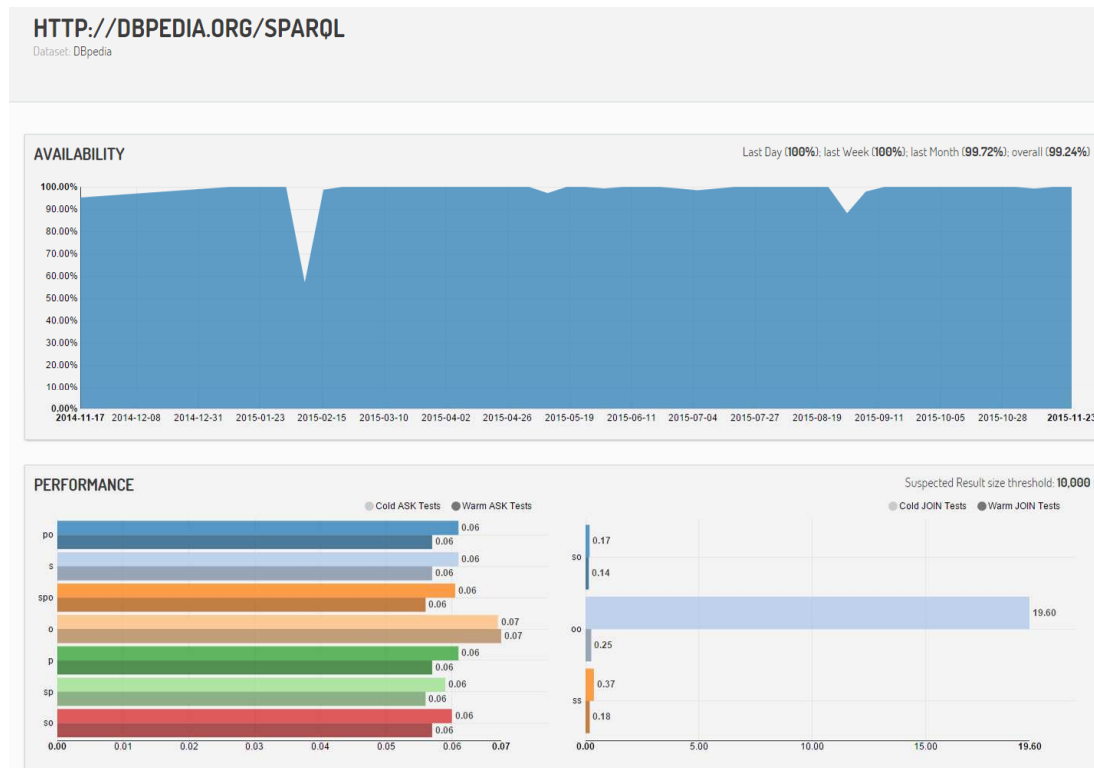 HTTP://DBPEDIA.ORG/SPARQL
Dataset: DBpedia
AVAILABILITY
Last Day (100%); last Week (100%); last Month (99.72%); overall (99.24%)
100.00%
90.00%
80.00%
70.00%
60.00%
50.00%
40.00%
30.00%
20.00%
10.00%
0.00%
2014-11-17 2014-12-08 2014-12-31 2015-01-23 2015-02-15 2015-03-10 2015-04-02 2015-04-26 2015-05-19 2015-06-11 2015-07-04 2015-07-27 2015-08-19 2015-09-11 2015-10-05 2015-10-28 2015-11-23
PERFORMANCE
Cold ASK Tests Warm ASK Tests
po 0.06
0.06
s 0.06
0.06
spo 0.06
0.06
o 0.07
0.07
p 0.06
0.06
sp 0.06
0.06
so 0.06
0.06
0.00 0.01 0.02 0.03 0.04 0.05 0.06 0.07
Suspected Result size threshold: 10,000
Cold JOIN Tests Warm JOIN Tests
so 0.17
0.14
oo 19.60
0.25
ss 0.37
0.18
0.00 5.00 10.00 15.00 19.60